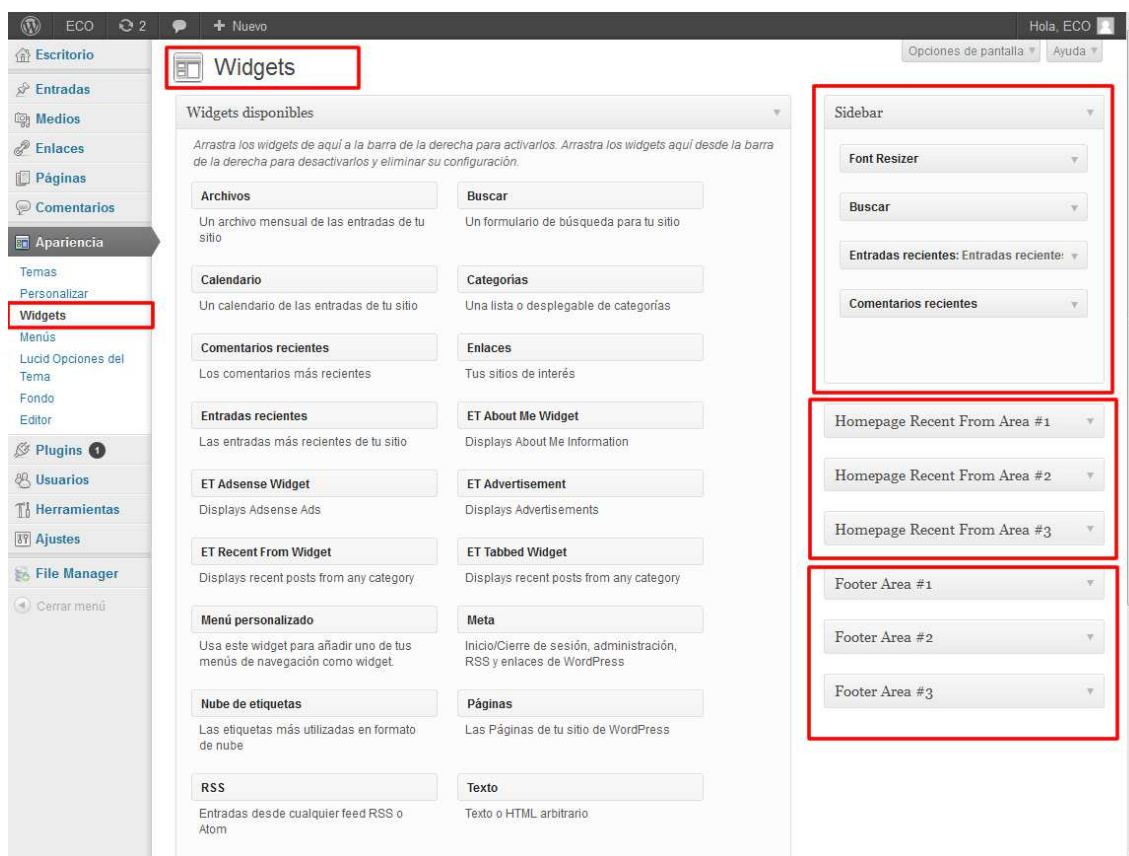 ECO 2 + Nuevo Hola, ECO
Opciones de pantalla Ayuda
Escritorio
Entradas
Medios
Enlaces
Páginas
Comentarios
Apariencia
Temas
Personalizar
Widgets
Menús
Lucid Opciones del
Tema
Fondo
Editor
Plugins 1
Usuarios
Herramientas
Ajustes
File Manager
Cerrar menú
Widgets
Widgets disponibles
Arrastra los widgets de aquí a la barra de la derecha para activarlos. Arrastra los widgets aquí desde la barra
de la derecha para desactivarlos y eliminar su configuración.
Archivos
Un archivo mensual de las entradas de tu
sitio
Buscar
Un formulario de búsqueda para tu sitio
Calendario
Un calendario de las entradas de tu sitio
Categorías
Una lista o desplegable de categorías
Comentarios recientes
Los comentarios más recientes
Enlaces
Tus sitios de interés
Entradas recientes
Las entradas más recientes de tu sitio
ET About Me Widget
Displays About Me Information
ET Adsense Widget
Displays Adsense Ads
ET Advertisement
Displays Advertisements
ET Recent From Widget
Displays recent posts from any category
ET Tabbed Widget
Displays recent posts from any category
Menú personalizado
Usa este widget para añadir uno de tus
menús de navegación como widget.
Meta
Inicio/Cierre de sesión, administración,
RSS y enlaces de WordPress
Nube de etiquetas
Las etiquetas más utilizadas en formato
de nube
Páginas
Las Páginas de tu sitio de WordPress
RSS
Entradas desde cualquier feed RSS o
Atom
Texto
Texto o HTML arbitrario
Sidebar
Font Resizer
Buscar
Entradas recientes: Entradas reciente
Comentarios recientes
Homepage Recent From Area #1
Homepage Recent From Area #2
Homepage Recent From Area #3
Footer Area #1
Footer Area #2
Footer Area #3